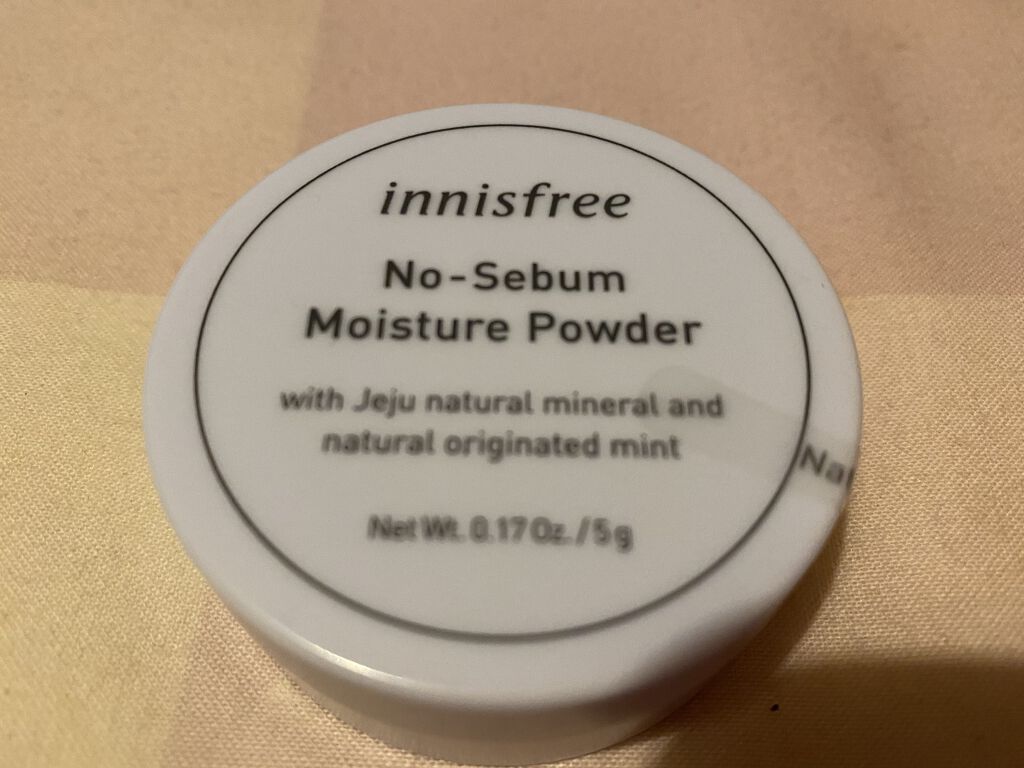 innisfree
No-Sebum
Moisture Powder
with Jeju natural mineral and
natural originated mint
Net Wt. 0.17 Oz. / 5 g